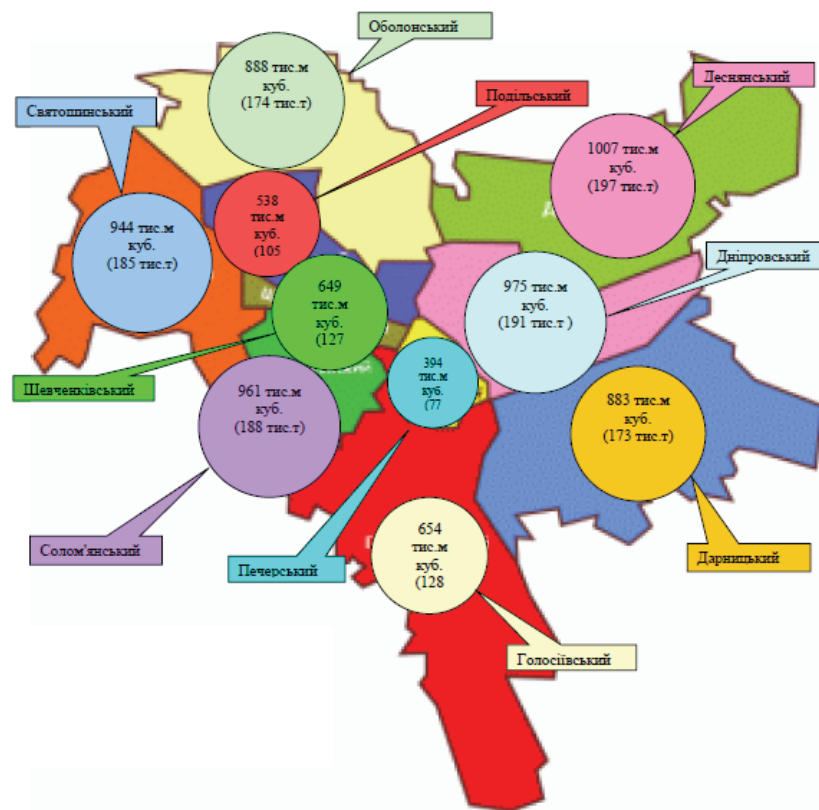 Оболонський
888 тис.м
куб.
(174 тис.т)
Деснянський
Подільський
Святошинський
1007 тис.м
куб.
(197 тис.т)
538
тис.м
куб.
(105
944 тис.м
куб.
(185 тис.т)
Дніпровський
975 тис.м
куб.
(191 тис.т )
649
тис.м
куб.
(127
394
тис.м
куб.
(77
Шевченківський
961 тис.м
куб.
(188 тис.т)
883 тис.м
куб.
(173 тис.т)
654
тис.м
куб.
(128
Солом'янський
Печерський
Дарницький
Голосіївський